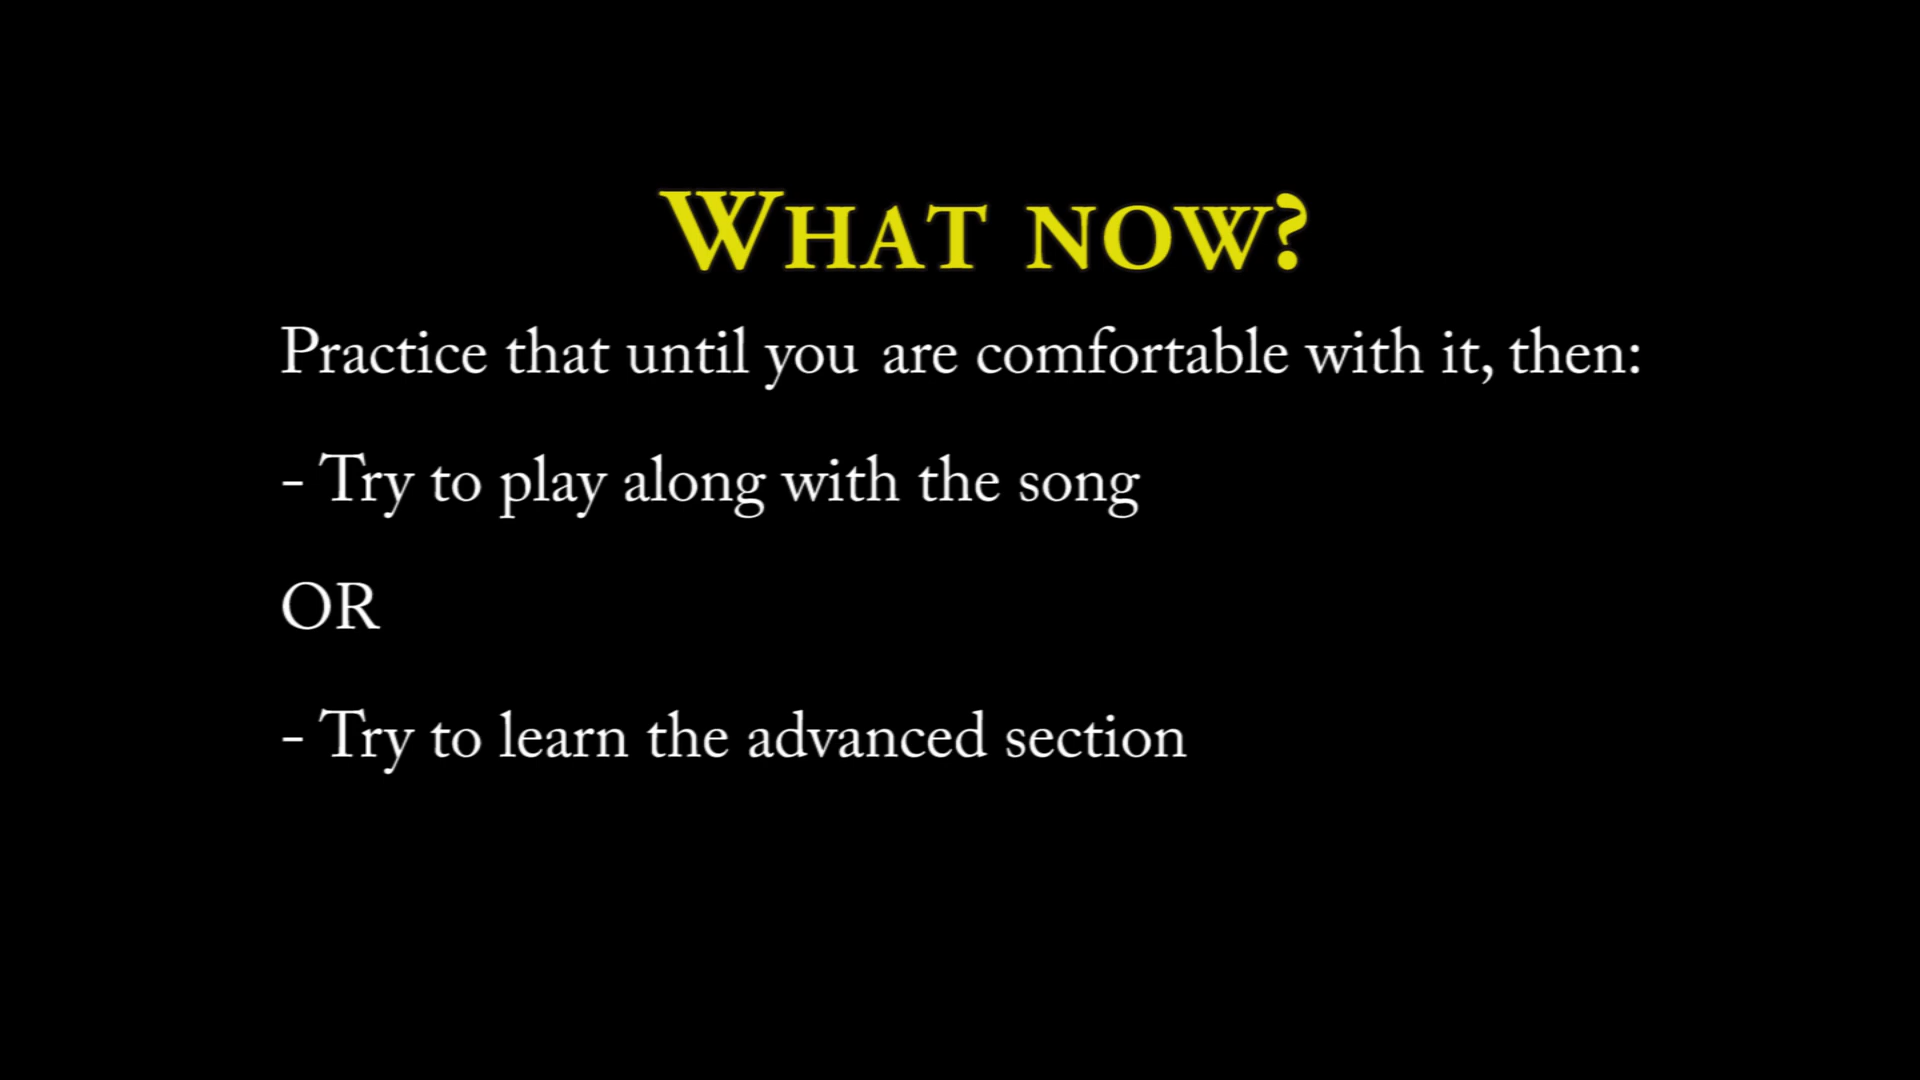 What now?
Practice that until you are comfortable with it, then:
- Try to play along with the song
OR
- Try to learn the advanced section